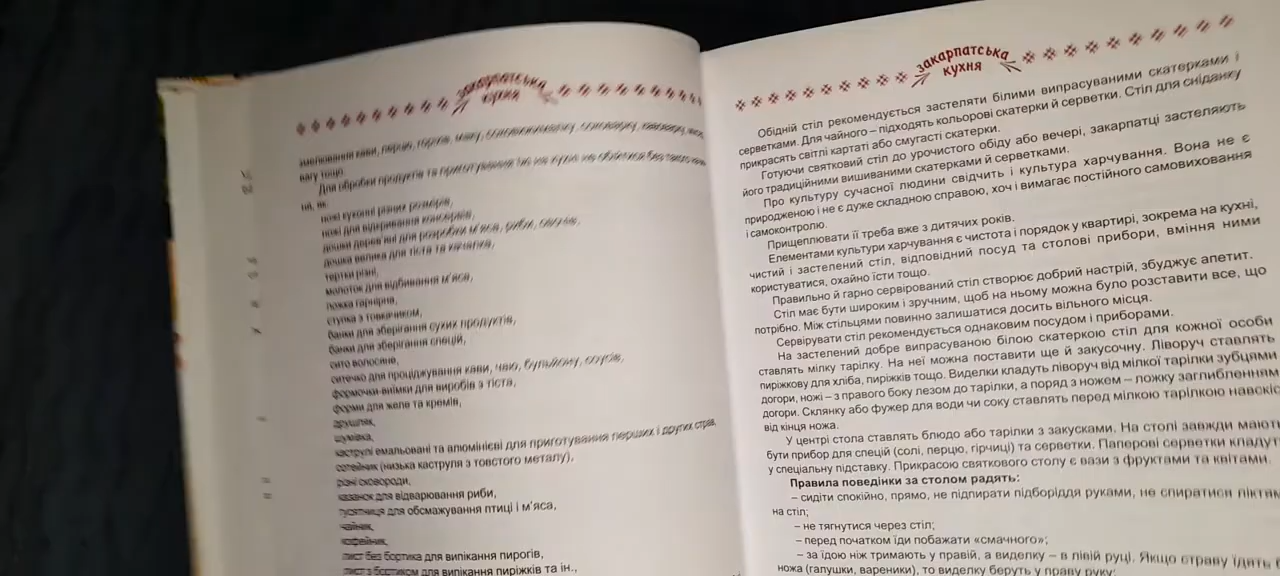 закарпатська
кухня
вагу тощо.
Для обробки продуктів та приготування
ня, як:
ножі кухонні різних розмірів,
ножі для відкривання консервів,
дошки дерев'яні для розробки м'яса, риби, овочів,
дошка велика для тіста та качалка,
тертки різні,
молоток для відбивання м'яса,
ложка гарнірна,
ступка з товкачиком,
банки для зберігання сухих продуктів,
банки для зберігання спецій,
сито волосяне,
ситечко для проціджування кави, чаю, бульйону, соусів,
формочки-виїмки для виробів з тіста,
форми для желе та кремів,
друшляк,
шумівка,
каструлі емальовані та алюмінієві для приготування перших і других страв,
сотейник (низька каструля з товстого металу),
різні сковороди,
казанок для відварювання риби,
гусятниця для обсмажування птиці і м'яса,
чайник,
кофейник,
лист без бортика для випікання пирогів,
лист з бортиком для випікання пиріжків та ін.,
закарпатська
кухня
Обідній стіл рекомендується застеляти білими випрасуваними скатерками і
серветками. Для чайного – підходять кольорові скатерки й серветки. Стіл для сніданку
прикрасять світлі картаті або смугасті скатерки.
Готуючи святковий стіл до урочистого обіду або вечері, закарпатці застеляють
його традиційними вишиваними скатерками й серветками.
Про культуру сучасної людини свідчить і культура харчування. Вона не є
природженою і не є дуже складною справою, хоч і вимагає постійного самовиховання
і самоконтролю.
Прищеплювати її треба вже з дитячих років.
Елементами культури харчування є чистота і порядок у квартирі, зокрема на кухні,
чистий і застелений стіл, відповідний посуд та столові прибори, вміння ними
користуватися, охайно їсти тощо.
Правильно й гарно сервірований стіл створює добрий настрій, збуджує апетит.
Стіл має бути широким і зручним, щоб на ньому можна було розставити все, що
потрібно. Між стільцями повинно залишатися досить вільного місця.
Сервірувати стіл рекомендується однаковим посудом і приборами.
На застелений добре випрасуваною білою скатеркою стіл для кожної особи
ставлять мілку тарілку. На неї можна поставити ще й закусочну. Ліворуч ставлять
пиріжкову для хліба, пиріжків тощо. Виделки кладуть ліворуч від мілкої тарілки зубцями
догори, ножі – з правого боку лезом до тарілки, а поряд з ножем – ложку заглибленням
догори. Склянку або фужер для води чи соку ставлять перед мілкою тарілкою навскіс
від кінця ножа.
У центрі стола ставлять блюдо або тарілки з закусками. На столі завжди мають
бути прибор для спецій (солі, перцю, гірчиці) та серветки. Паперові серветки кладуть
у спеціальну підставку. Прикрасою святкового столу є вази з фруктами та квітами.
Правила поведінки за столом радять:
– сидіти спокійно, прямо, не підпирати підборіддя руками, не спиратися ліктями
на стіл;
– не тягнутися через стіл;
– перед початком їди побажати «смачного»;
– за їдою ніж тримають у правій, а виделку – в лівій руці. Якщо страву їдять
ножа (галушки, вареники), то виделку беруть у праву руку;